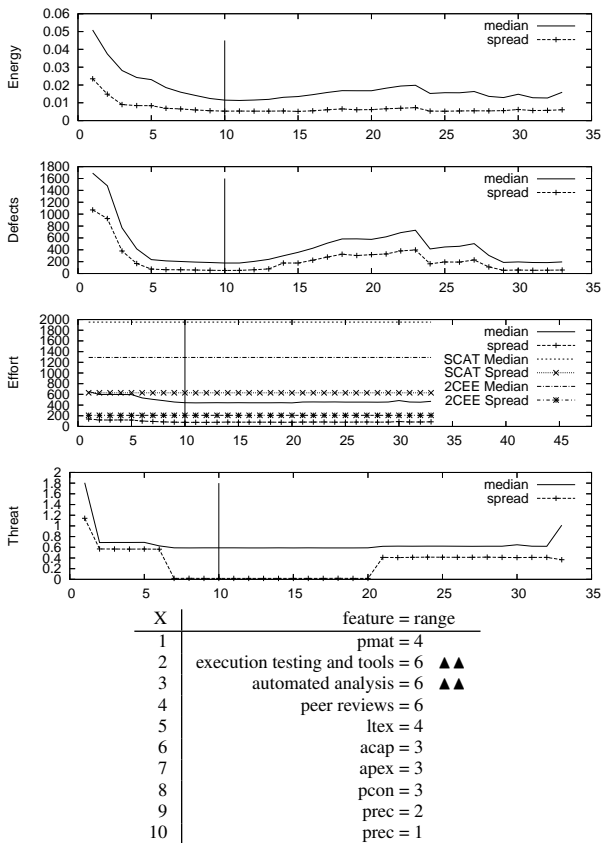 0.06
0.05
0.04
0.03
0.02
0.01
0
Energy
median
spread
0 5 10 15 20 25 30 35
1800
1600
1400
1200
1000
800
600
400
200
0
Defects
median
spread
0 5 10 15 20 25 30 35
2000
1800
1600
1400
1200
1000
800
600
400
200
0
Effort
median
spread
SCAT Median
SCAT Spread
2CEE Median
2CEE Spread
0 5 10 15 20 25 30 35 40 45
2
1.8
1.6
1.4
1.2
1
0.8
0.6
0.4
0.2
0
Threat
median
spread
0 5 10 15 20 25 30 35
X feature = range
1 pmat = 4
2 execution testing and tools = 6 ▲▲
3 automated analysis = 6 ▲▲
4 peer reviews = 6
5 ltex = 4
6 acap = 3
7 apex = 3
8 pcon = 3
9 prec = 2
10 prec = 1